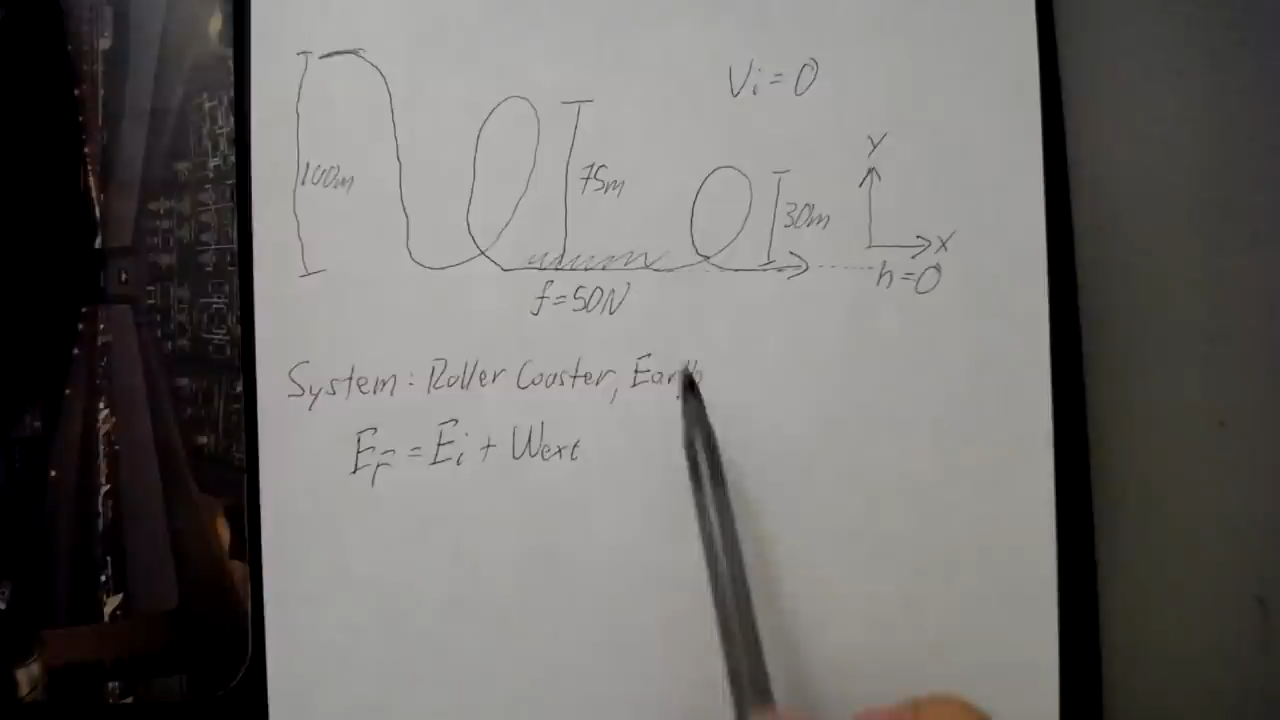 Vi = 0
100m
75m
30m
Y
X
h=0
f=50N
System: Roller Coaster, Earth
EF = Ei + Wext